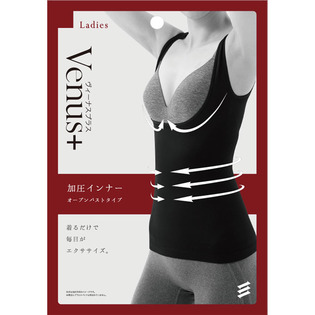 Ladies
Venus+
ヴィーナスプラス
加圧インナー
オープンバストタイプ
着るだけで
毎日が
エクササイズ。